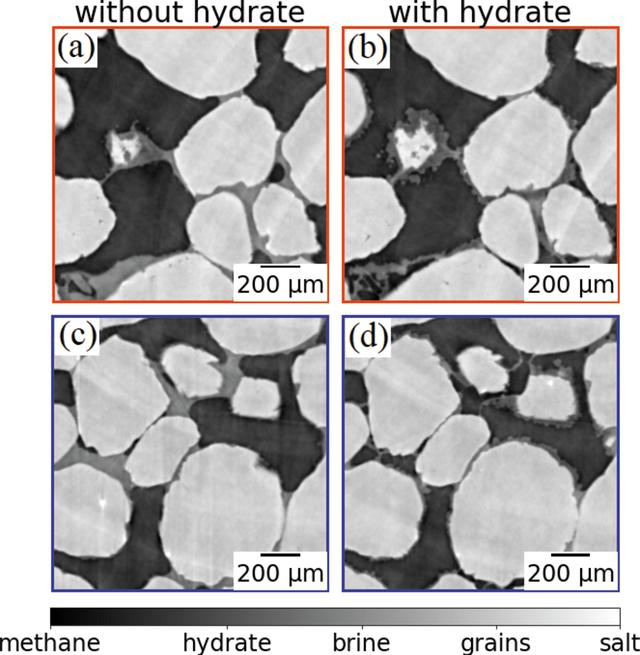 without hydrate with hydrate
(a) (b)
200 µm 200 µm
(c) (d)
200 µm 200 µm
methane hydrate brine grains salt